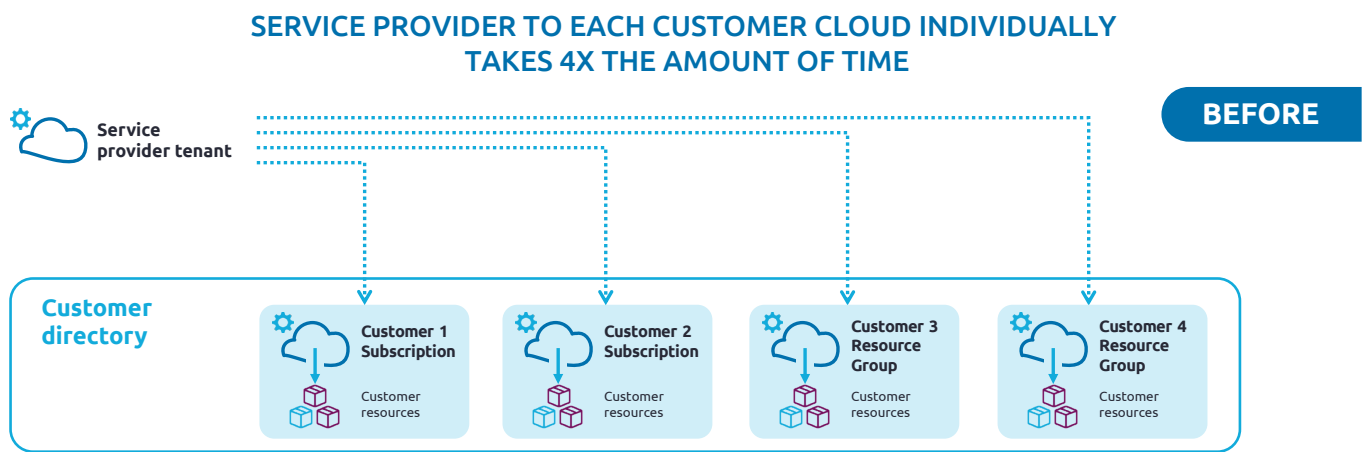 SERVICE PROVIDER TO EACH CUSTOMER CLOUD INDIVIDUALLY
TAKES 4X THE AMOUNT OF TIME
BEFORE
Service
provider tenant
Customer
directory
Customer 1
Subscription
Customer
resources
Customer 2
Subscription
Customer
resources
Customer 3
Resource
Group
Customer
resources
Customer 4
Resource
Group
Customer
resources